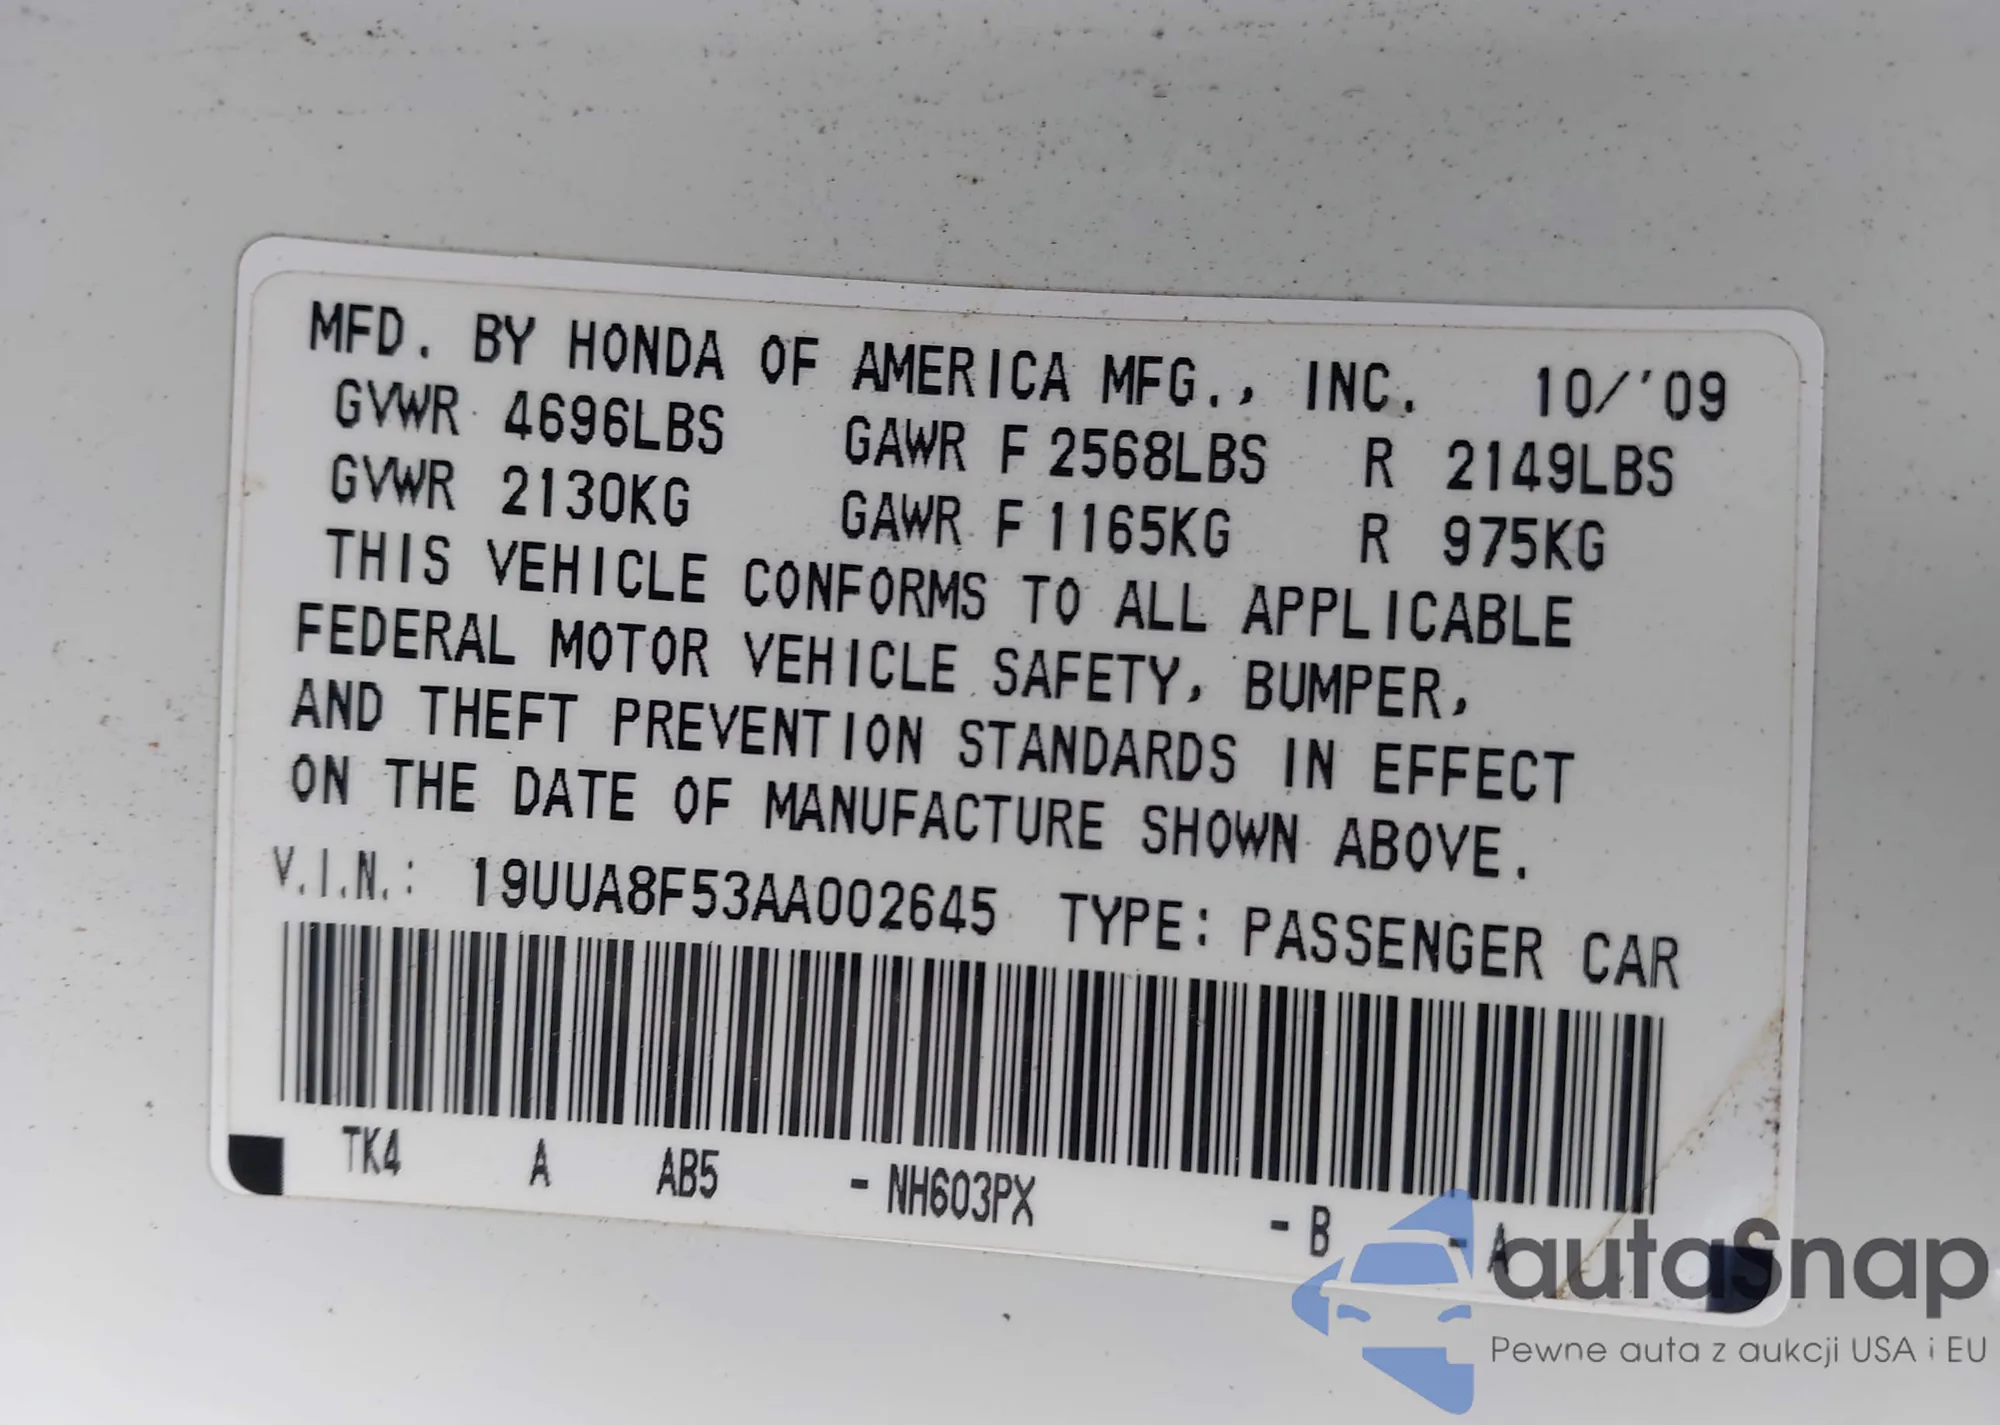 MFD. BY HONDA OF AMERICA MFG., INC. 10/'09
GVWR 4696LBS GAWR F 2568LBS R 2149LBS
GVWR 2130KG GAWR F 1165KG R 975KG
THIS VEHICLE CONFORMS TO ALL APPLICABLE
FEDERAL MOTOR VEHICLE SAFETY, BUMPER,
AND THEFT PREVENTION STANDARDS IN EFFECT
ON THE DATE OF MANUFACTURE SHOWN ABOVE.
V.I.N.: 19UUA8F53AA002645 TYPE: PASSENGER CAR
TK4 A AB5 - NH603PX - B - A
autaSnap
Pewne auta z aukcji USA i EU